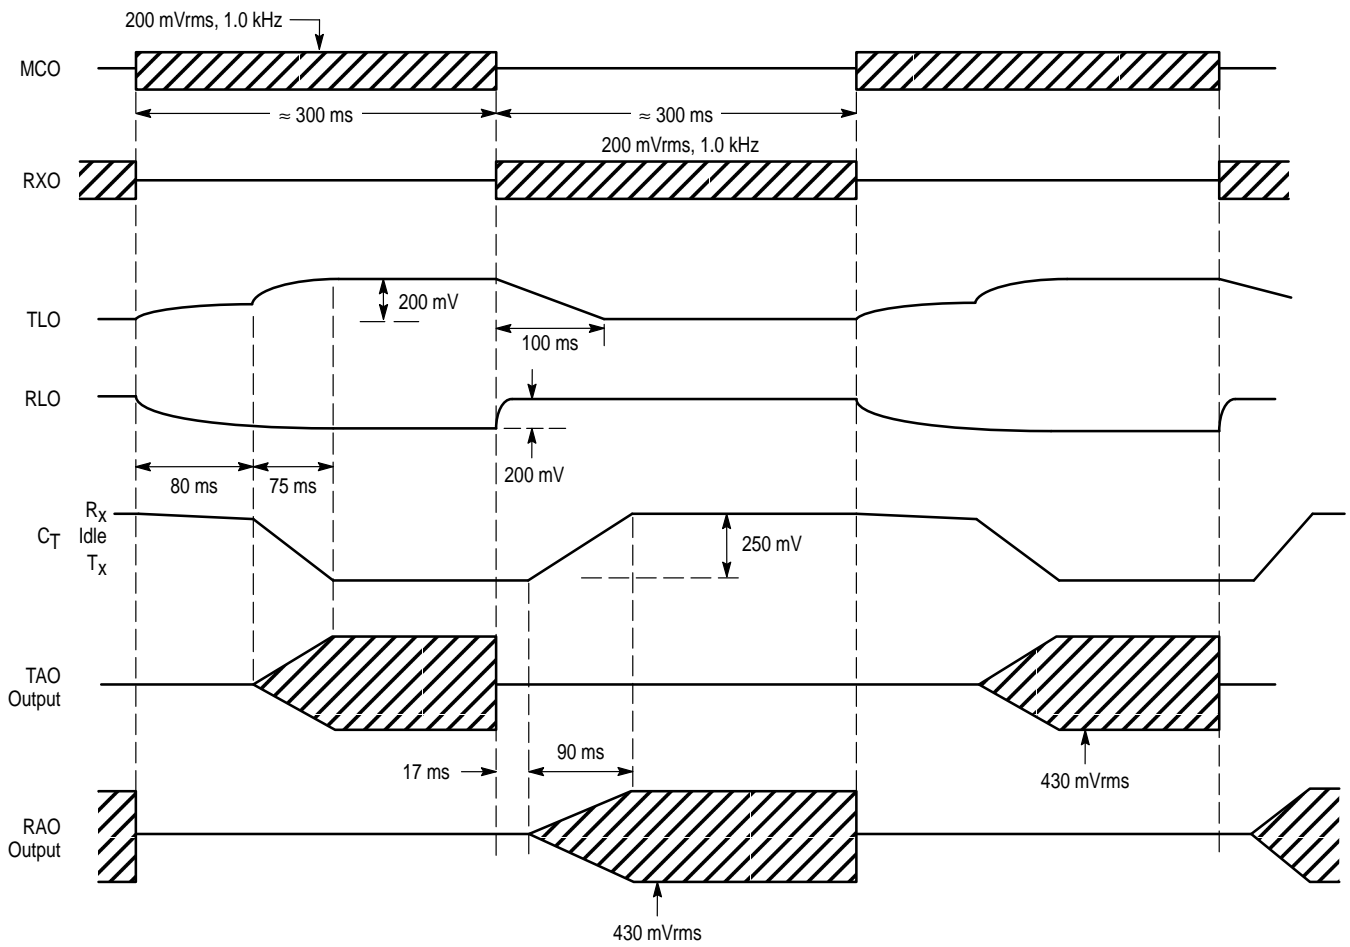 200 mVrms, 1.0 kHz
MCO
≈ 300 ms
≈ 300 ms
200 mVrms, 1.0 kHz
RXO
200 mV
TLO
100 ms
RLO
200 mV
80 ms
75 ms
RX
CT
Idle
TX
250 mV
TAO
Output
17 ms
90 ms
430 mVrms
RAO
Output
430 mVrms